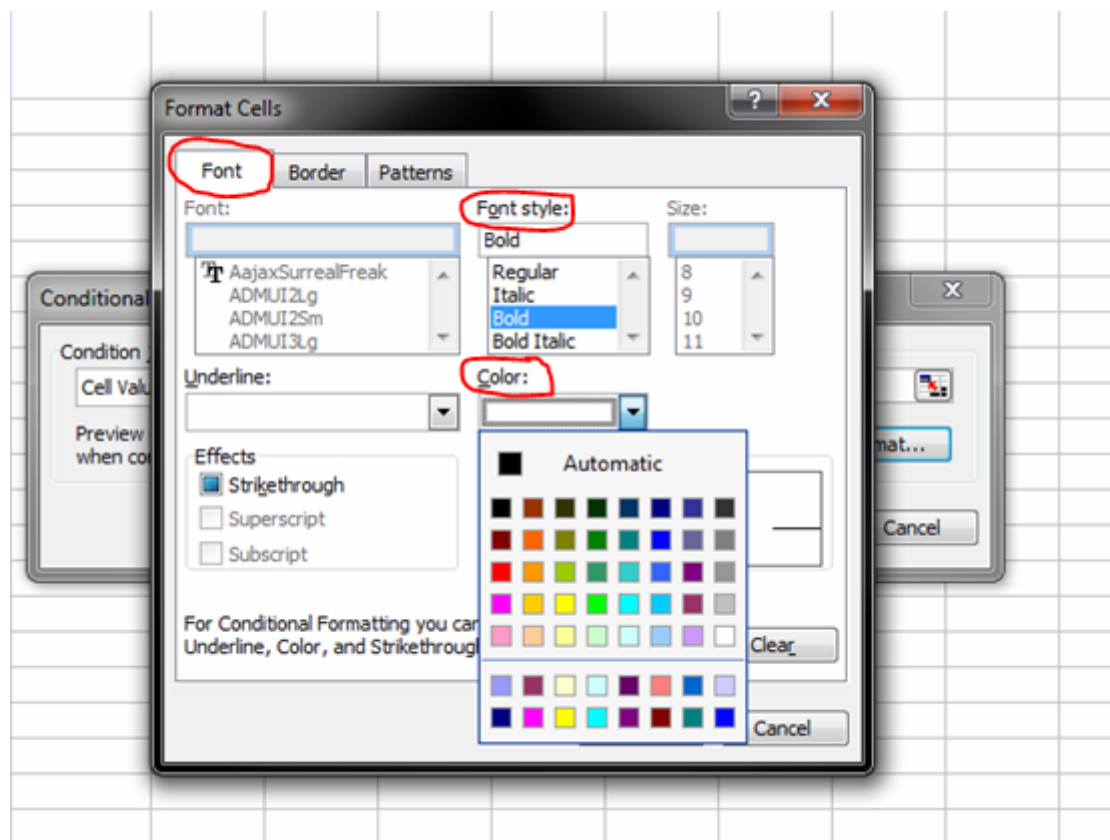 Format Cells
Font Border Patterns
Font: Font style: Size:
Bold
AajaxSurrealFreak Regular 8
ADMUI2Lg Italic 9
ADMUI2Sm Bold 10
ADMUI3Lg Bold Italic 11
Underline: Color:
Automatic
Effects
Strikethrough
Superscript
Subscript
For Conditional Formatting you can
Underline, Color, and Strikethrough
Clear
Cancel
Conditional
Condition
Cell Valu
Preview
when con
mat...
Cancel